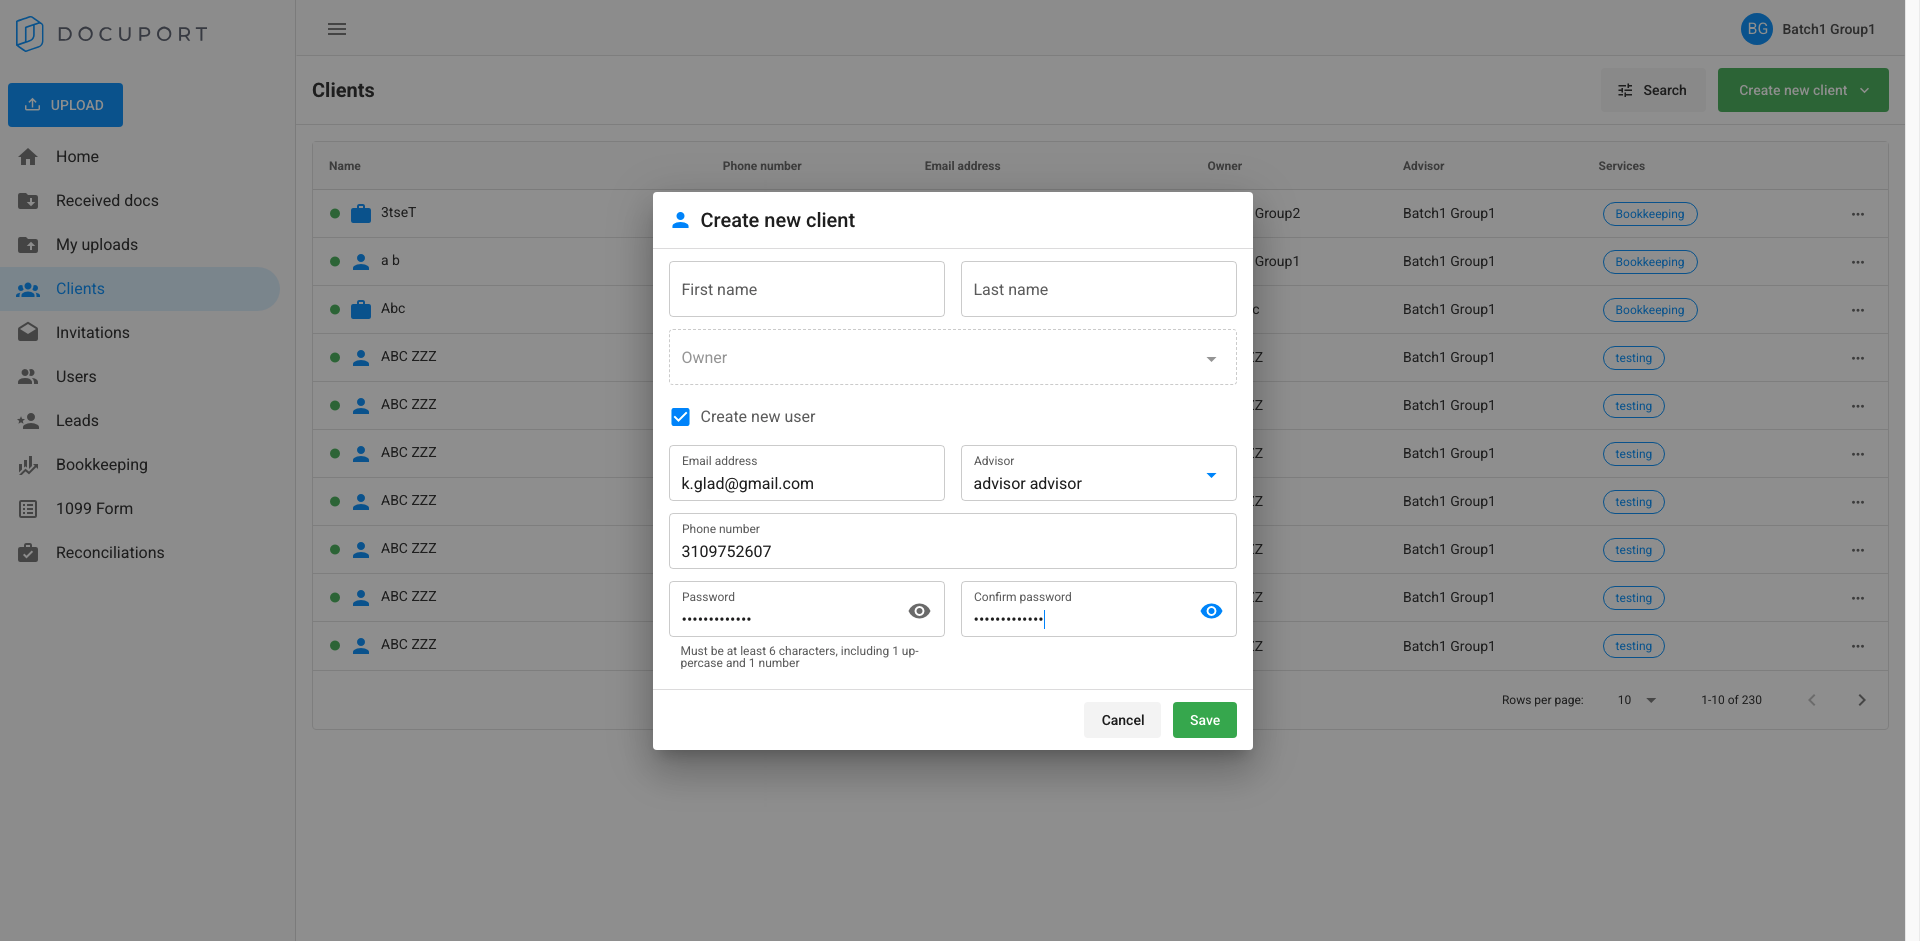 DOCUPORT
BG Batch1 Group1
UPLOAD
Home
Received docs
My uploads
Clients
Invitations
Users
Leads
Bookkeeping
1099 Form
Reconciliations
Clients
Search
Create new client
Name Phone number Email address Owner Advisor Services
3tseT Group2 Batch1 Group1 Bookkeeping
a b Group1 Batch1 Group1 Bookkeeping
Abc c Batch1 Group1 Bookkeeping
ABC ZZZ Batch1 Group1 testing
ABC ZZZ Batch1 Group1 testing
ABC ZZZ Batch1 Group1 testing
ABC ZZZ Batch1 Group1 testing
ABC ZZZ Batch1 Group1 testing
ABC ZZZ Batch1 Group1 testing
ABC ZZZ Batch1 Group1 testing
Rows per page: 10 1-10 of 230
Create new client
First name
Last name
Owner
Create new user
Email address
k.glad@gmail.com
Advisor
advisor advisor
Phone number
3109752607
Password
•••••••••••••
Confirm password
•••••••••••••
Must be at least 6 characters, including 1 up-
percase and 1 number
Cancel
Save